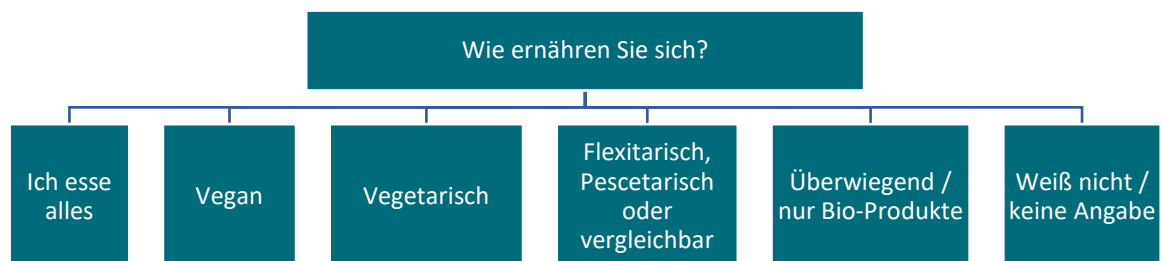 Wie ernähren Sie sich?
Ich esse
alles
Vegan
Vegetarisch
Flexitarisch,
Pescetarisch
oder
vergleichbar
Überwiegend /
nur Bio-Produkte
Weiß nicht /
keine Angabe